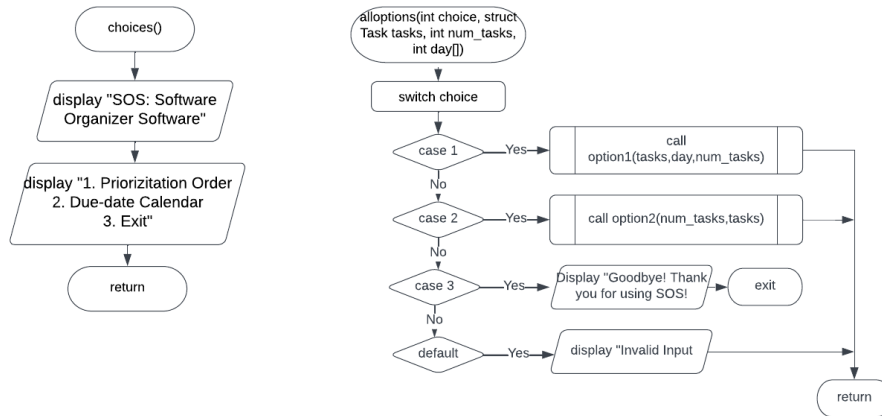 choices()
display "SOS: Software
Organizer Software"
display "1. Priorizitation Order
2. Due-date Calendar
3. Exit"
return
alloptions(int choice, struct
Task tasks, int num_tasks,
int day[])
switch choice
case 1
Yes
call
option1(tasks,day,num_tasks)
No
case 2
Yes
call option2(num_tasks,tasks)
No
case 3
Yes
Display "Goodbye! Thank
you for using SOS!
exit
No
default
Yes
display "Invalid Input
return